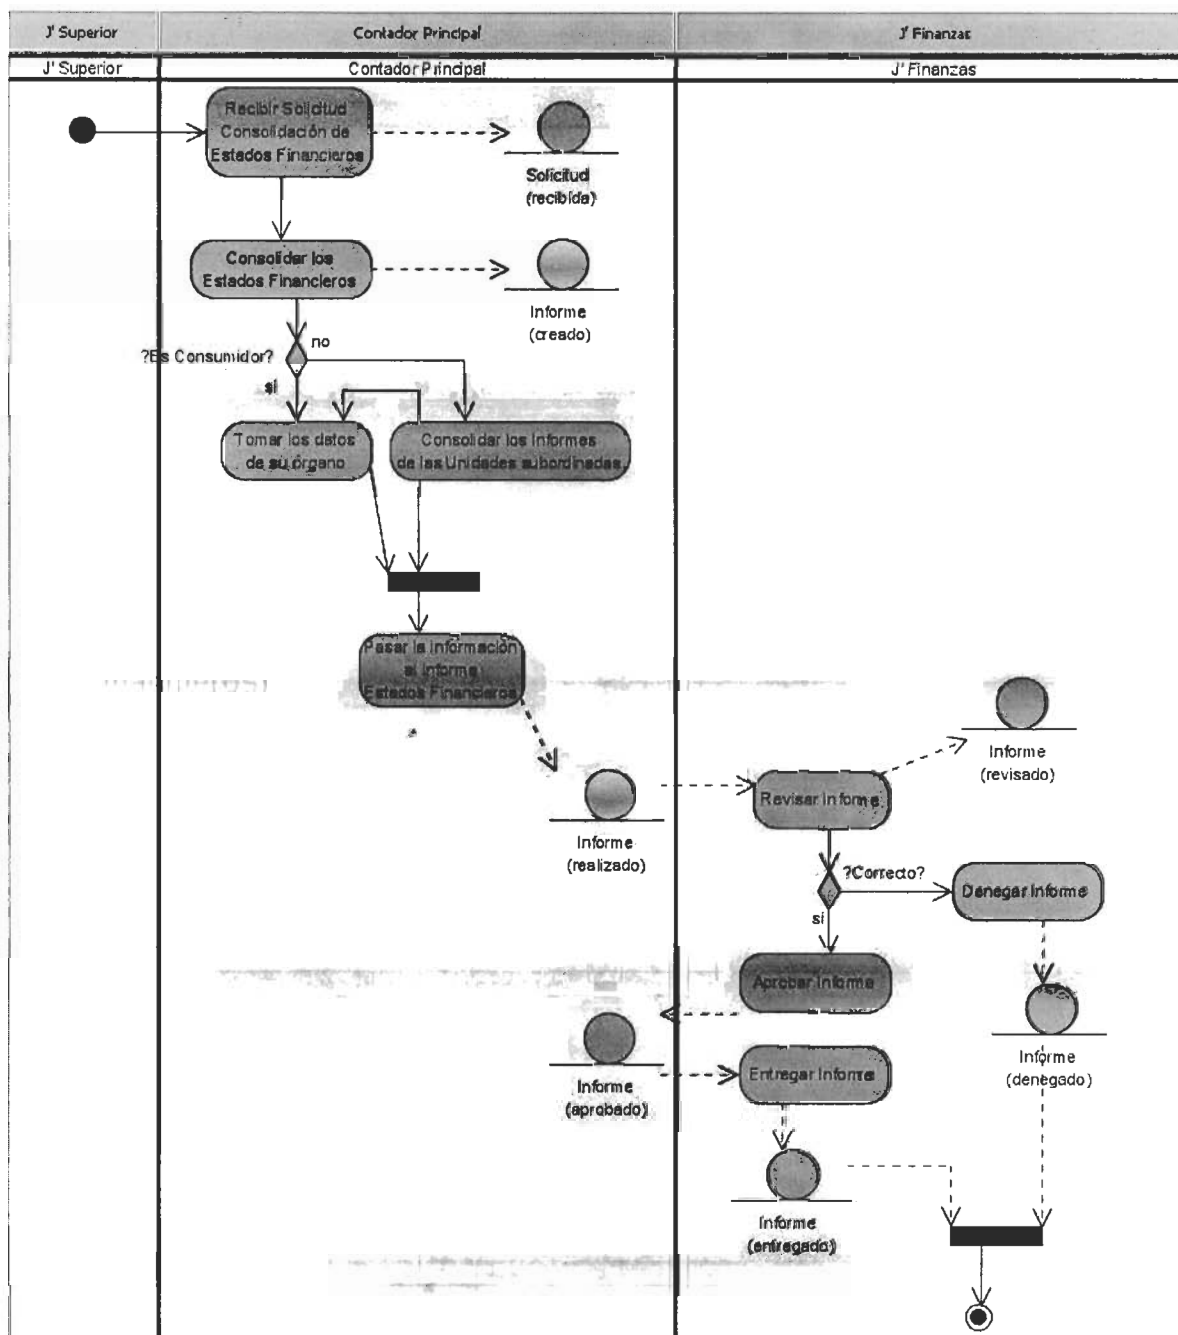 J' Superior
Contador Principal
J' Finanzas
J' Superior
Contador Principal
J' Finanzas
Recibir Solicitud
Consolidación de
Estados Financieros
Solicitud
(recibida)
Consolidar los
Estados Financieros
Informe
(creado)
no
?Es Consumidor?
si
Tomar los datos
de su órgano
Consolidar los Informes
de las Unidades subordinadas
Pasar la Información
al Informe
Estados Financieros
Informe
(realizado)
Revisar Informe
Informe
(revisado)
?Correcto?
si
Denegar Informe
Aprobar Informe
Informe
(aprobado)
Entregar Informe
Informe
(denegado)
Informe
(entregado)